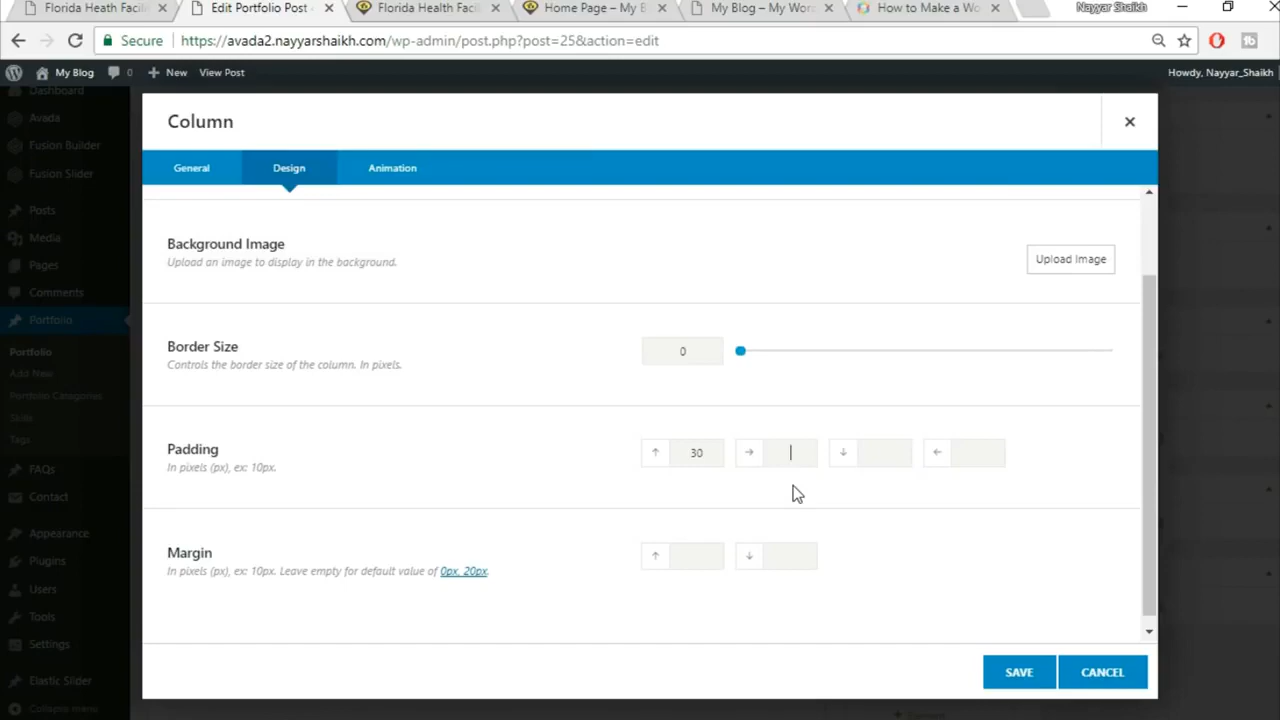 Florida Heath Facili
Edit Portfolio Post -
Florida Health Faci
Home Page – My B
My Blog – My Wor
How to Make a Wo
Nayyar Shaikh
Secure
https://avada2.nayyarshaikh.com/wp-admin/post.php?post=25&action=edit
My Blog
0
New
View Post
Howdy, Nayyar_Shaikh
Dashboard
Avada
Fusion Builder
Fusion Slider
Posts
Media
Pages
Comments
Portfolio
Portfolio
Add New
Portfolio Categories
Skills
Tags
FAQs
Contact
Appearance
Plugins
Users
Tools
Settings
Elastic Slider
Collapse menu
Column
General
Design
Animation
Background Image
Upload an image to display in the background.
Upload Image
Border Size
Controls the border size of the column. In pixels.
0
Padding
In pixels (px), ex: 10px.
30
Margin
In pixels (px), ex: 10px. Leave empty for default value of 0px, 20px.
SAVE
CANCEL